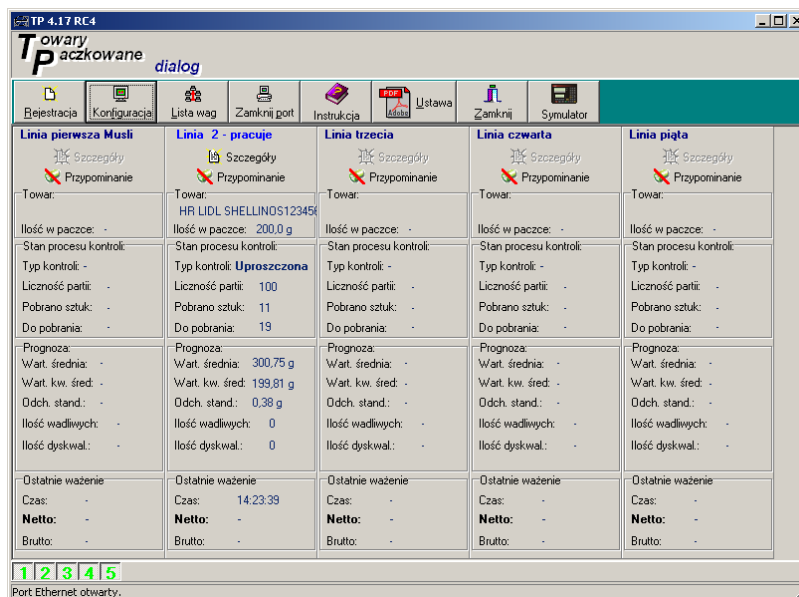 TP 4.17 RC4
Towary
Paczkowane
dialog
Rejestracja Konfiguracja Lista wag Zamknij port Instrukcja Ustawa Zamknij Symulator
PDF
Adobe
Linia pierwsza Musli Linia 2 - pracuje Linia trzecia Linia czwarta Linia piąta
Szczegóły Szczegóły Szczegóły Szczegóły Szczegóły
Przypominanie Przypominanie Przypominanie Przypominanie Przypominanie
Towar: Towar: Towar: Towar: Towar:
HR LIDL SHELLINOS123456
Ilość w paczce: - Ilość w paczce: 200,0 g Ilość w paczce: - Ilość w paczce: - Ilość w paczce: -
Stan procesu kontroli: Stan procesu kontroli: Stan procesu kontroli: Stan procesu kontroli: Stan procesu kontroli:
Typ kontroli: - Typ kontroli: Uproszczona Typ kontroli: - Typ kontroli: - Typ kontroli: -
Liczność partii: - Liczność partii: 100 Liczność partii: - Liczność partii: - Liczność partii: -
Pobrano sztuk: - Pobrano sztuk: 11 Pobrano sztuk: - Pobrano sztuk: - Pobrano sztuk: -
Do pobrania: - Do pobrania: 19 Do pobrania: - Do pobrania: - Do pobrania: -
Prognoza: Prognoza: Prognoza: Prognoza: Prognoza:
Wart. średnia: - Wart. średnia: 300,75 g Wart. średnia: - Wart. średnia: - Wart. średnia: -
Wart. kw. śred: - Wart. kw. śred: 199,81 g Wart. kw. śred: - Wart. kw. śred: - Wart. kw. śred: -
Odch. stand.: - Odch. stand.: 0,38 g Odch. stand.: - Odch. stand.: - Odch. stand.: -
Ilość wadliwych: - Ilość wadliwych: 0 Ilość wadliwych: - Ilość wadliwych: - Ilość wadliwych: -
Ilość dyskwal.: - Ilość dyskwal.: 0 Ilość dyskwal.: - Ilość dyskwal.: - Ilość dyskwal.: -
Ostatnie ważenie Ostatnie ważenie Ostatnie ważenie Ostatnie ważenie Ostatnie ważenie
Czas: - Czas: 14:23:39 Czas: - Czas: - Czas: -
Netto: - Netto: - Netto: - Netto: - Netto: -
Brutto: - Brutto: - Brutto: - Brutto: - Brutto: -
1 2 3 4 5
Port Ethernet otwarty.